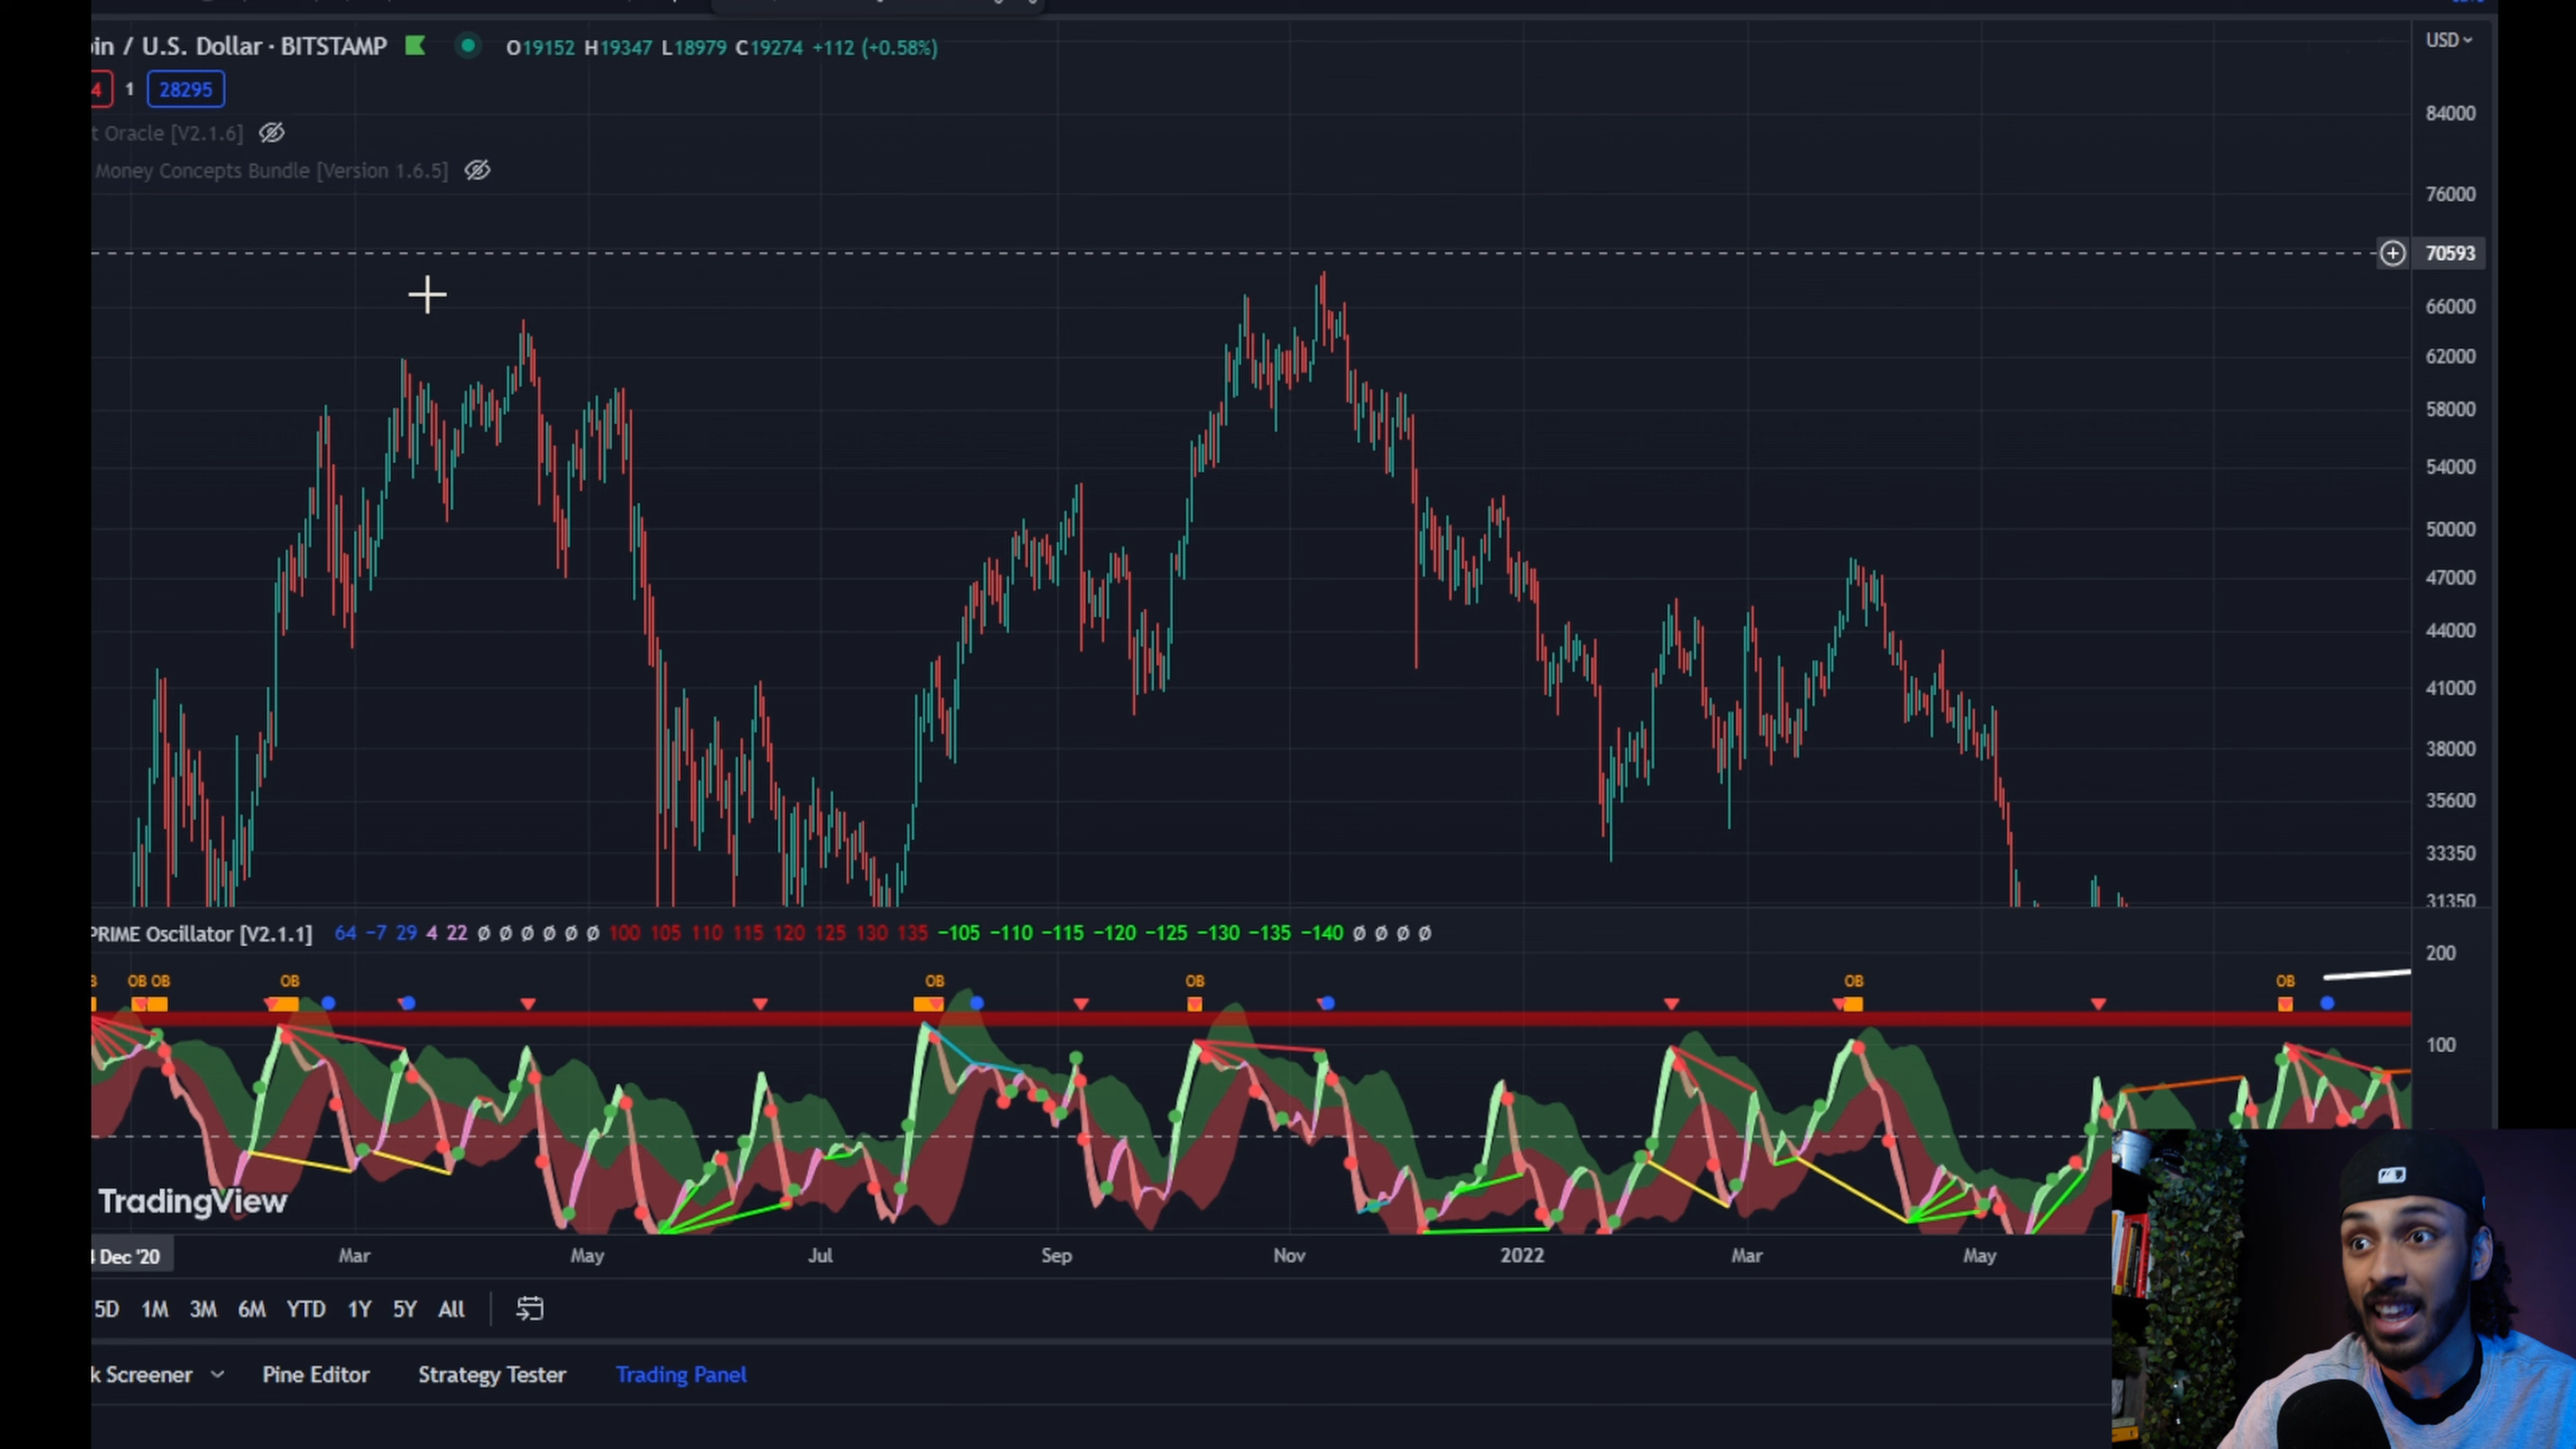 oin / U.S. Dollar · BITSTAMP O19152 H19347 L18979 C19274 +112 (+0.58%)
USD
4 1 28295
t Oracle [V2.1.6]
Money Concepts Bundle [Version 1.6.5]
84000
76000
70593
66000
62000
58000
54000
50000
47000
44000
41000
38000
35600
33350
31350
PRIME Oscillator [V2.1.1] 64 −7 29 4 22 Ø Ø Ø Ø Ø Ø 100 105 110 115 120 125 130 135 −105 −110 −115 −120 −125 −130 −135 −140 Ø Ø Ø Ø
200
B OB OB OB OB OB OB OB
100
TradingView
4 Dec '20 Mar May Jul Sep Nov 2022 Mar May
5D 1M 3M 6M YTD 1Y 5Y All
k Screener Pine Editor Strategy Tester Trading Panel